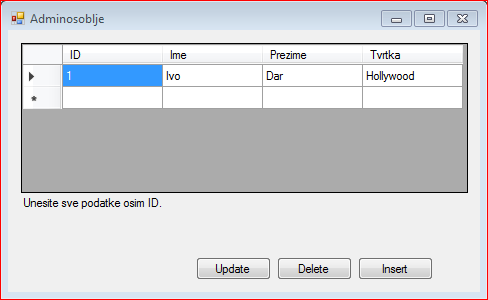 Adminosoblje
ID Ime Prezime Tvrtka
1 Ivo Dar Hollywood
*
Unesite sve podatke osim ID.
Update Delete Insert